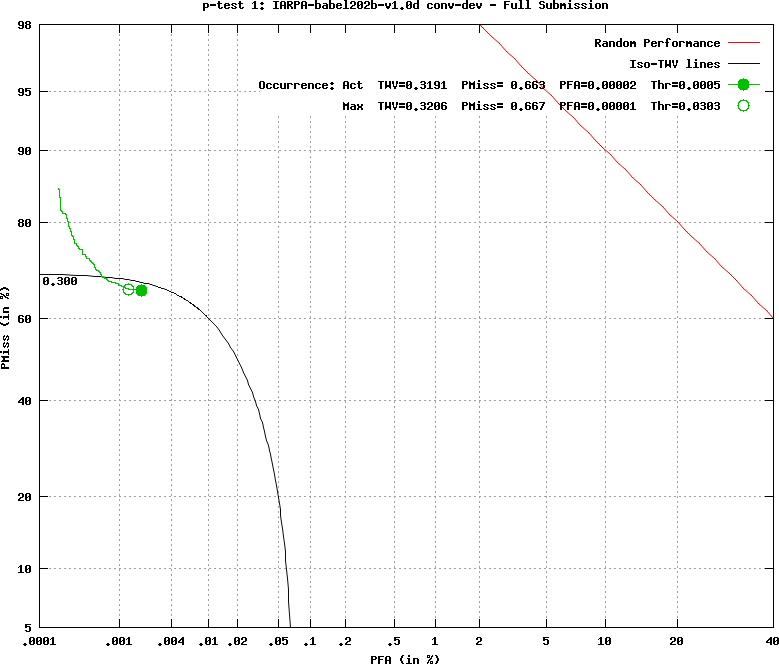 p-test 1: IARPA-babel202b-v1.0d conv-dev - Full Submission
98
Random Performance
Iso-TWV lines
Occurrence: Act TWV=0.3191 PMiss= 0.663 PFA=0.00002 Thr=0.0005
95
Max TWV=0.3206 PMiss= 0.667 PFA=0.00001 Thr=0.0303
90
80
0.300
PMiss (in %)
60
40
20
10
5
.0001 .001 .004 .01 .02 .05 .1 .2 .5 1 2 5 10 20 40
PFA (in %)